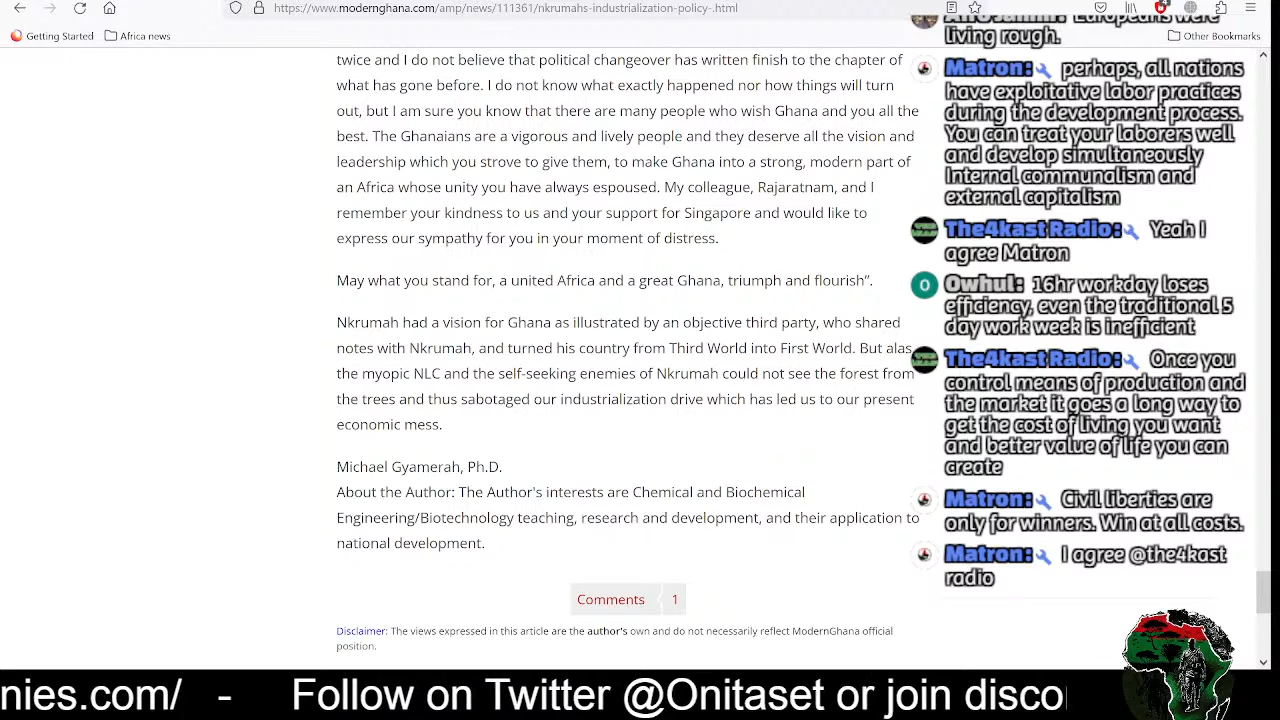 https://www.modernghana.com/amp/news/111361/nkrumahs-industrialization-policy-.html
Getting Started
Africa news
Other Bookmarks
twice and I do not believe that political changeover has written finish to the chapter of
what has gone before. I do not know what exactly happened nor how things will turn
out, but I am sure you know that there are many people who wish Ghana and you all the
best. The Ghanaians are a vigorous and lively people and they deserve all the vision and
leadership which you strove to give them, to make Ghana into a strong, modern part of
an Africa whose unity you have always espoused. My colleague, Rajaratnam, and I
remember your kindness to us and your support for Singapore and would like to
express our sympathy for you in your moment of distress.
May what you stand for, a united Africa and a great Ghana, triumph and flourish”.
Nkrumah had a vision for Ghana as illustrated by an objective third party, who shared
notes with Nkrumah, and turned his country from Third World into First World. But alas
the myopic NLC and the self-seeking enemies of Nkrumah could not see the forest from
the trees and thus sabotaged our industrialization drive which has led us to our present
economic mess.
Michael Gyamerah, Ph.D.
About the Author: The Author's interests are Chemical and Biochemical
Engineering/Biotechnology teaching, research and development, and their application to
national development.
Comments 1
Disclaimer: The views expressed in this article are the author's own and do not necessarily reflect ModernGhana official
position.
Europeans were
living rough.
Matron: perhaps, all nations
have exploitative labor practices
during the development process.
You can treat your laborers well
and develop simultaneously
Internal communalism and
external capitalism
The4kast Radio: Yeah I
agree Matron
O
Owhul: 16hr workday loses
efficiency, even the traditional 5
day work week is inefficient
The4kast Radio: Once you
control means of production and
the market it goes a long way to
get the cost of living you want
and better value of life you can
create
Matron: Civil liberties are
only for winners. Win at all costs.
Matron: I agree @the4kast
radio
nies.com/ - Follow on Twitter @Onitaset or join disco